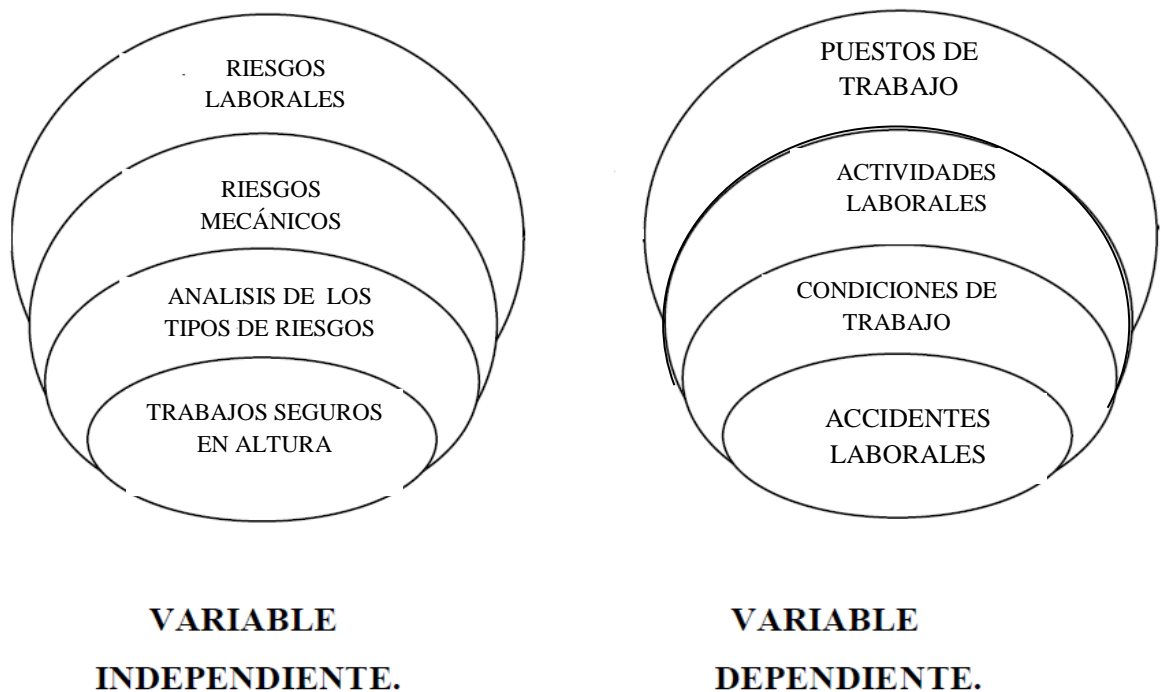 RIESGOS
LABORALES
RIESGOS
MECÁNICOS
ANALISIS DE LOS
TIPOS DE RIESGOS
TRABAJOS SEGUROS
EN ALTURA
VARIABLE
INDEPENDIENTE.
PUESTOS DE
TRABAJO
ACTIVIDADES
LABORALES
CONDICIONES DE
TRABAJO
ACCIDENTES
LABORALES
VARIABLE
DEPENDIENTE.